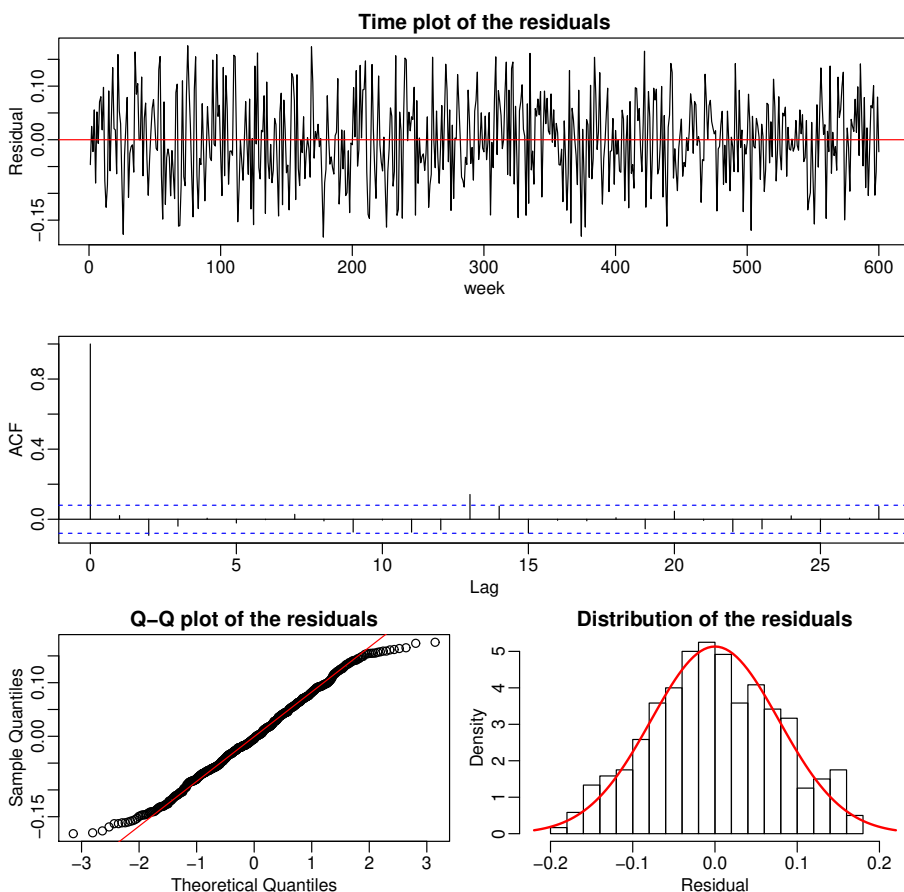 Time plot of the residuals
Residual
0.10
0.00
−0.15
0 100 200 300 400 500 600
week
ACF
0.8
0.4
0.0
0 5 10 15 20 25
Lag
Q−Q plot of the residuals
Sample Quantiles
0.10
0.00
−0.15
−3 −2 −1 0 1 2 3
Theoretical Quantiles
Distribution of the residuals
Density
5
4
3
2
1
0
−0.2 −0.1 0.0 0.1 0.2
Residual